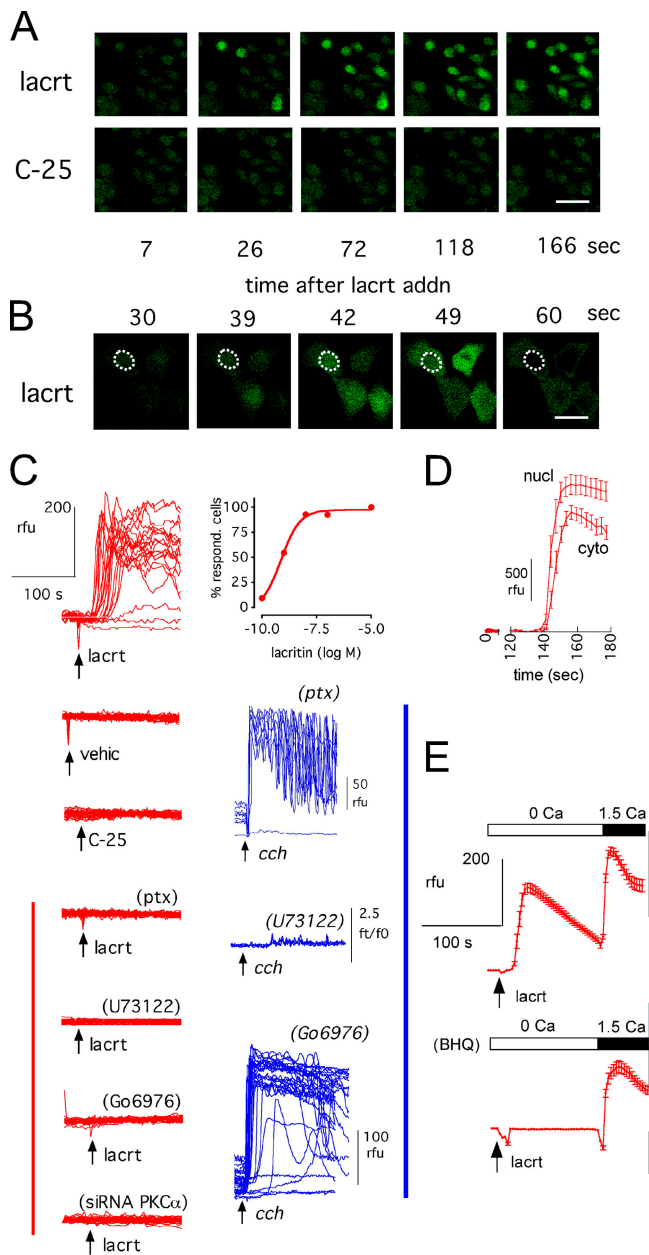 A
lacrt
C-25
7 26 72 118 166 sec
time after lacrt addn
B
30 39 42 49 60 sec
lacrt
C
200
rfu
100 s
lacrt
% respond. cells
100
75
50
25
0
-10.0 -7.5 -5.0
lacritin (log M)
D
nucl
cyto
500
rfu
0 120 140 160 180
time (sec)
vehic
C-25
(ptx)
50
rfu
cch
(ptx)
lacrt
(U73122)
2.5
ft/f0
cch
(U73122)
lacrt
(Go6976)
100
rfu
cch
(Go6976)
lacrt
(siRNA PKCα)
lacrt
E
0 Ca 1.5 Ca
200
rfu
100 s
lacrt
(BHQ)
0 Ca 1.5 Ca
lacrt